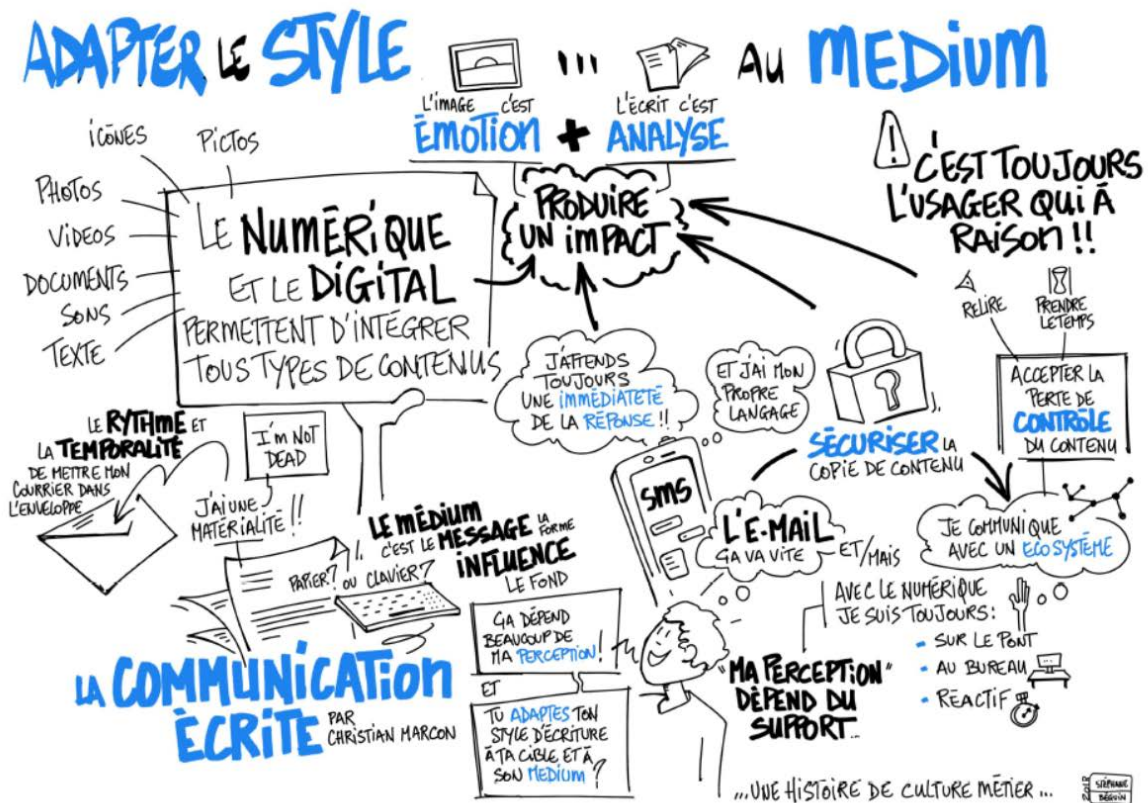 ADAPTER LE STYLE ... AU MEDIUM
L'IMAGE C'EST
ÉMOTION
+
L'ÉCRIT C'EST
ANALYSE
PRODUIRE
UN IMPACT
ICÔNES
PICTOS
PHOTOS
VIDEOS
DOCUMENTS
SONS
TEXTE
LE NUMÉRIQUE
ET LE DIGITAL
PERMETTENT D'INTÉGRER
TOUS TYPES DE CONTENUS
C'EST TOUJOURS
L'USAGER QUI À
RAISON !!
RELIRE
PRENDRE
LE TEMPS
ACCEPTER LA
PERTE DE
CONTRÔLE
DU CONTENU
J'ATTENDS
TOUJOURS
UNE IMMÉDIATETÉ
DE LA RÉPONSE !!
ET J'AI MON
PROPRE
LANGAGE
SMS
SÉCURISER LA
COPIE DE CONTENU
L'E-MAIL
ÇA VA VITE
ET/MAIS
JE COMMUNIQUE
AVEC UN ECOSYSTÈME
LE RYTHME ET
LA TEMPORALITÉ
DE METTRE MON
COURRIER DANS
L'ENVELOPPE
I'm NOT
DEAD
J'AI UNE
MATÉRIALITÉ !!
PAPIER? OU CLAVIER?
LE MÉDIUM
C'EST LE MESSAGE LA FORME
INFLUENCE
LE FOND
ÇA DÉPEND
BEAUCOUP DE
MA PERCEPTION !
ET
TU ADAPTES TON
STYLE D'ÉCRITURE
À TA CIBLE ET À
SON MEDIUM ?
AVEC LE NUMÉRIQUE
JE SUIS TOUJOURS :
- SUR LE PONT
- AU BUREAU
- RÉACTIF
"MA PERCEPTION"
DÉPEND DU
SUPPORT...
LA COMMUNICATION
ÉCRITE
PAR
CHRISTIAN MARCON
...UNE HISTOIRE DE CULTURE MÉTIER...
2018
STÉPHANE
BÉGUIN